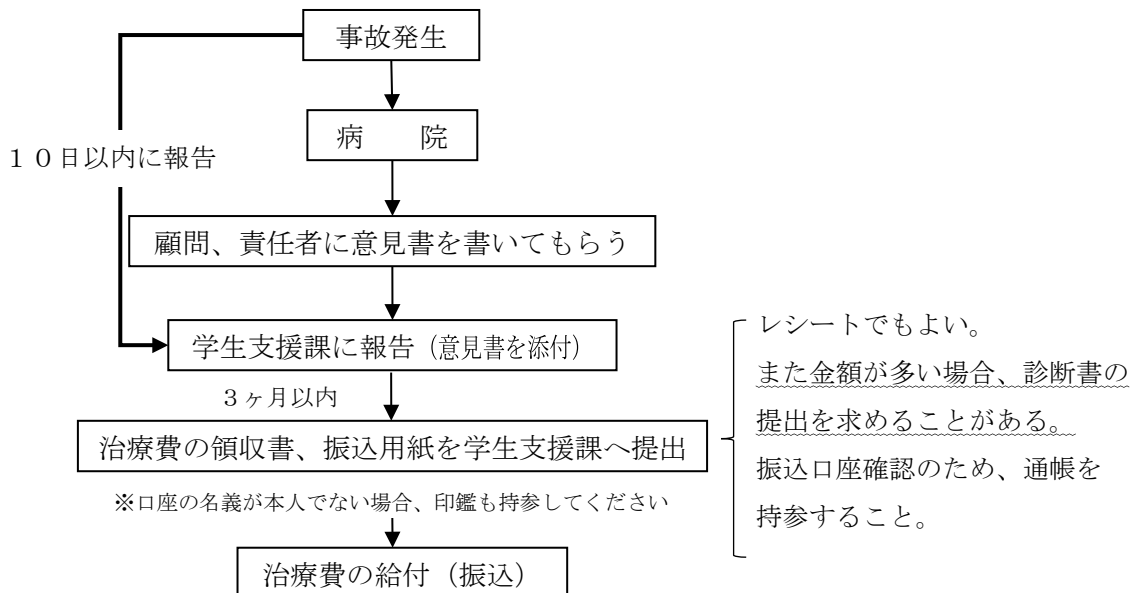 事故発生
病　　院
１０日以内に報告
顧問、責任者に意見書を書いてもらう
学生支援課に報告（意見書を添付）
３ヶ月以内
治療費の領収書、振込用紙を学生支援課へ提出
※口座の名義が本人でない場合、印鑑も持参してください
治療費の給付（振込）
レシートでもよい。
また金額が多い場合、診断書の
提出を求めることがある。
振込口座確認のため、通帳を
持参すること。